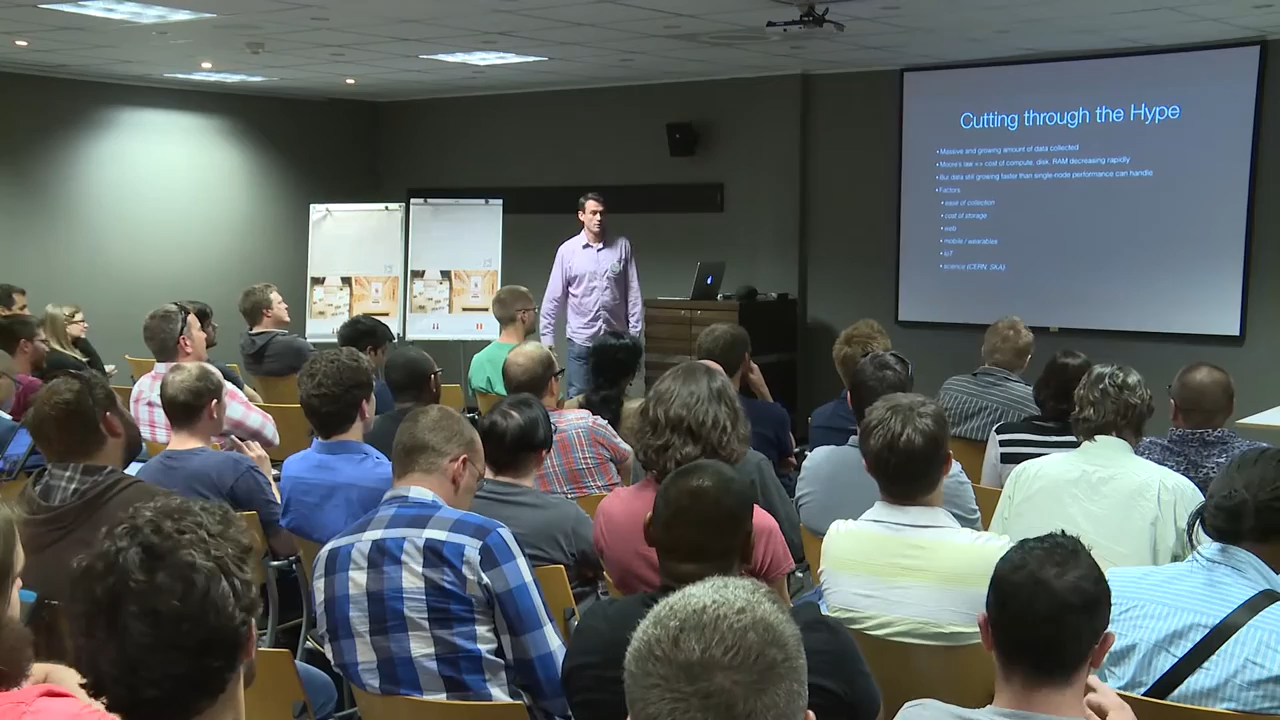 Cutting through the Hype
• Massive and growing amount of data collected
• Moore's law => cost of compute, disk, RAM decreasing rapidly
• But data still growing faster than single-node performance can handle
• Factors:
• ease of collection
• cost of storage
• web
• mobile / wearables
• IoT
• science (CERN, SKA)